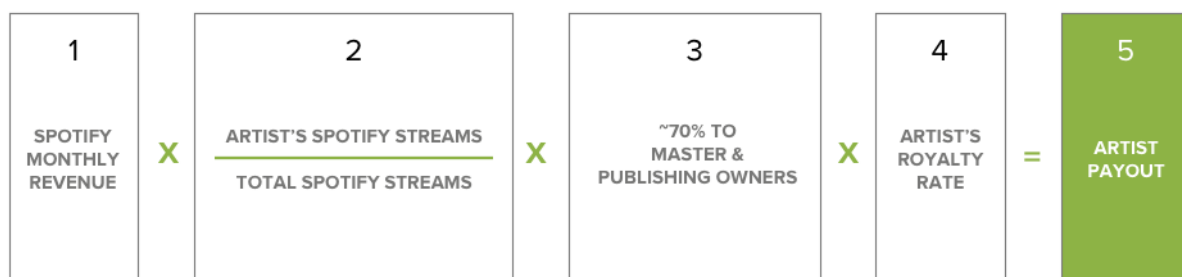 1
SPOTIFY
MONTHLY
REVENUE
X
2
ARTIST'S SPOTIFY STREAMS
TOTAL SPOTIFY STREAMS
X
3
~70% TO
MASTER &
PUBLISHING OWNERS
X
4
ARTIST'S
ROYALTY
RATE
=
5
ARTIST
PAYOUT